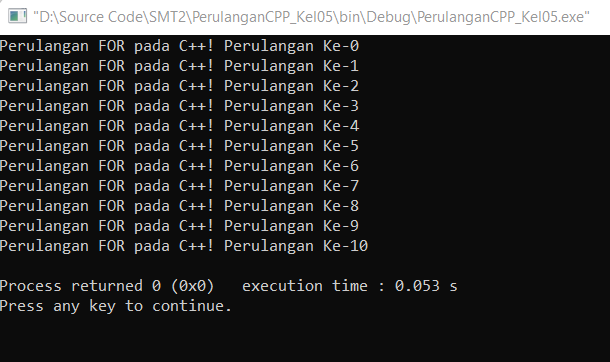 "D:\Source Code\SMT2\PerulanganCPP_Kel05\bin\Debug\PerulanganCPP_Kel05.exe"
Perulangan FOR pada C++! Perulangan Ke-0
Perulangan FOR pada C++! Perulangan Ke-1
Perulangan FOR pada C++! Perulangan Ke-2
Perulangan FOR pada C++! Perulangan Ke-3
Perulangan FOR pada C++! Perulangan Ke-4
Perulangan FOR pada C++! Perulangan Ke-5
Perulangan FOR pada C++! Perulangan Ke-6
Perulangan FOR pada C++! Perulangan Ke-7
Perulangan FOR pada C++! Perulangan Ke-8
Perulangan FOR pada C++! Perulangan Ke-9
Perulangan FOR pada C++! Perulangan Ke-10
Process returned 0 (0x0)   execution time : 0.053 s
Press any key to continue.